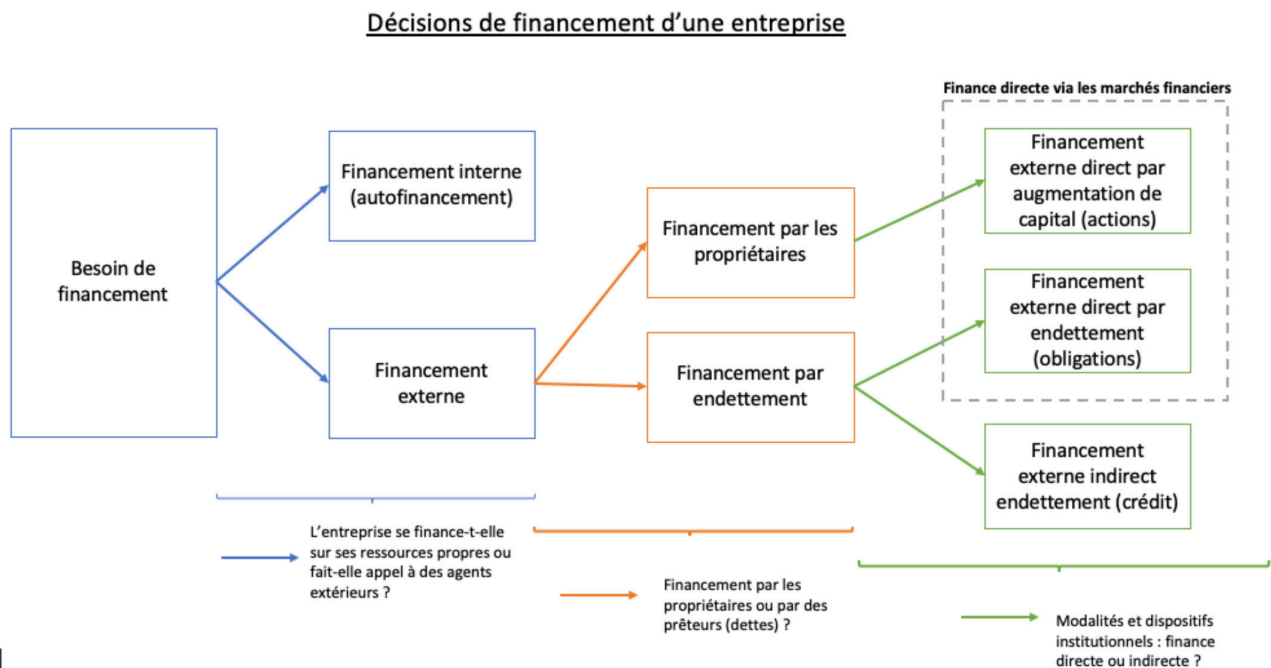 Décisions de financement d'une entreprise
Finance directe via les marchés financiers
Besoin de
financement
Financement interne
(autofinancement)
Financement
externe
Financement par les
propriétaires
Financement par
endettement
Financement
externe direct par
augmentation de
capital (actions)
Financement
externe direct par
endettement
(obligations)
Financement
externe indirect
endettement (crédit)
L'entreprise se finance-t-elle
sur ses ressources propres ou
fait-elle appel à des agents
extérieurs ?
Financement par les
propriétaires ou par des
prêteurs (dettes) ?
Modalités et dispositifs
institutionnels : finance
directe ou indirecte ?